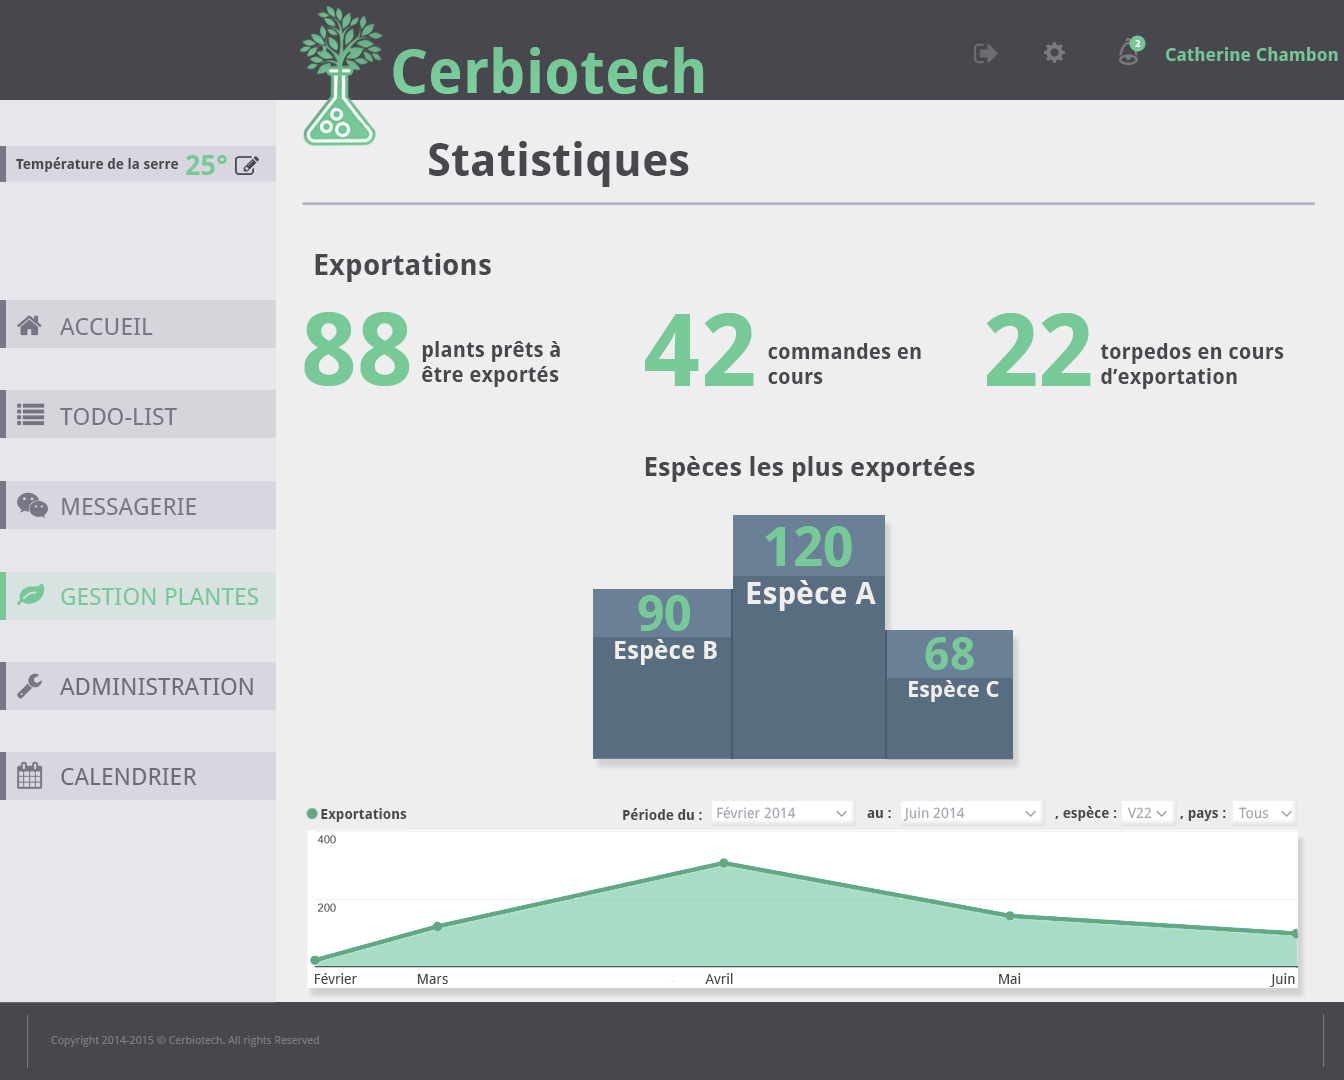 Cerbiotech
2
Catherine Chambon
Température de la serre 25°
Statistiques
ACCUEIL
TODO-LIST
MESSAGERIE
GESTION PLANTES
ADMINISTRATION
CALENDRIER
Exportations
88 plants prêts à
être exportés
42 commandes en
cours
22 torpedos en cours
d’exportation
Espèces les plus exportées
120
Espèce A
90
Espèce B
68
Espèce C
Exportations
Période du : Février 2014 au : Juin 2014 , espèce : V22 , pays : Tous
400
200
Février Mars Avril Mai Juin
Copyright 2014-2015 © Cerbiotech. All rights Reserved